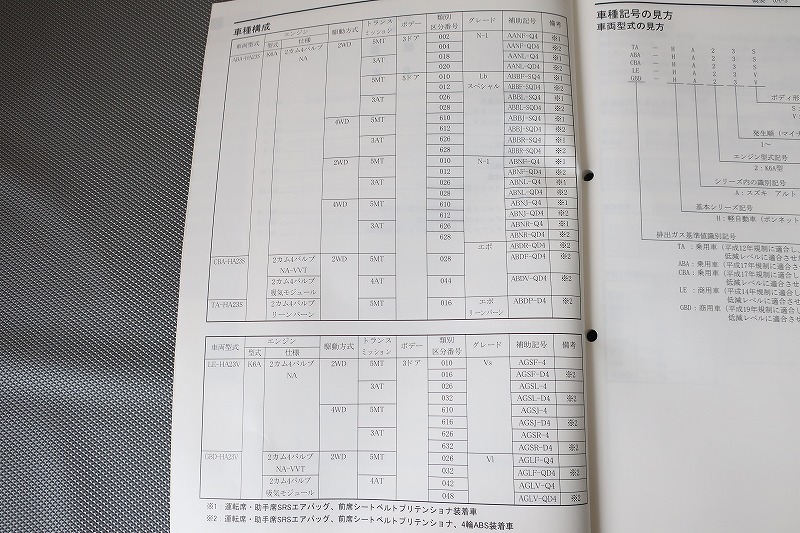 車種構成
車両型式 エンジン 駆動方式 トランスミッション ボデー 類別区分番号 グレード 補助記号 備考
型式 仕様
ABA-HA23S K6A 2カム4バルブ NA 2WD 5MT 3ドア 002 N-1 AANF-Q4 ※1
004 AANF-QD4 ※2
3AT 018 AANL-Q4 ※1
020 AANL-QD4 ※2
5MT 5ドア 010 Lb スペシャル ABBF-SQ4 ※1
012 ABBF-SQD4 ※2
3AT 026 ABBL-SQ4 ※1
028 ABBL-SQD4 ※2
4WD 5MT 610 ABBJ-SQ4 ※1
612 ABBJ-SQD4 ※2
3AT 626 ABBR-SQ4 ※1
628 ABBR-SQD4 ※2
2WD 5MT 010 N-1 ABNF-Q4 ※1
012 ABNF-QD4 ※2
3AT 026 ABNL-Q4 ※1
028 ABNL-QD4 ※2
4WD 5MT 610 ABNJ-Q4 ※1
612 ABNJ-QD4 ※2
3AT 626 ABNR-Q4 ※1
628 ABNR-QD4 ※2
エポ ABDR-QD4 ※2
CBA-HA23S 2カム4バルブ NA-VVT 2WD 5MT 028 ABDF-QD4 ※2
2カム4バルブ 吸気モジュール 4AT 044 ABDV-QD4 ※2
TA-HA23S 2カム4バルブ リーンバーン 5MT 016 エポ リーンバーン ABDP-D4 ※2
車両型式 エンジン 駆動方式 トランスミッション ボデー 類別区分番号 グレード 補助記号 備考
型式 仕様
LE-HA23V K6A 2カム4バルブ NA 2WD 5MT 3ドア 010 Vs AGSF-4
016 AGSF-D4 ※2
3AT 026 AGSL-4
032 AGSL-D4 ※2
4WD 5MT 610 AGSJ-4
616 AGSJ-D4 ※2
3AT 626 AGSR-4
632 AGSR-D4 ※2
GBD-HA23V 2カム4バルブ NA-VVT 2WD 5MT 026 Vl AGLF-Q4
032 AGLF-QD4 ※2
2カム4バルブ 吸気モジュール 4AT 042 AGLV-Q4
048 AGLV-QD4 ※2
※1：運転席・助手席SRSエアバッグ、前席シートベルトプリテンショナ装着車
※2：運転席・助手席SRSエアバッグ、前席シートベルトプリテンショナ、4輪ABS装着車
概要 0A-3
車種記号の見方
車両型式の見方
TA － H A 2 3 S
ABA － H A 2 3 S
CBA － H A 2 3 S
LE － H A 2 3 V
GBD － H A 2 3 V
ボディ形
S
V
発生順（マイナ
1～
エンジン型式記号
2：K6A型
シリーズ内の識別記号
A：スズキ アルト
基本シリーズ記号
H：軽自動車（ボンネット
排出ガス基準値識別記号
TA ：乗用車（平成12年規制に適合し
低減レベルに適合させ
ABA：乗用車（平成17年規制に適合
CBA：乗用車（平成17年規制に適合
低減レベルに適合させ
LE ：商用車（平成14年規制に適合
低減レベルに適合させ
GBD：商用車（平成19年規制に適合
低減レベルに適合させ